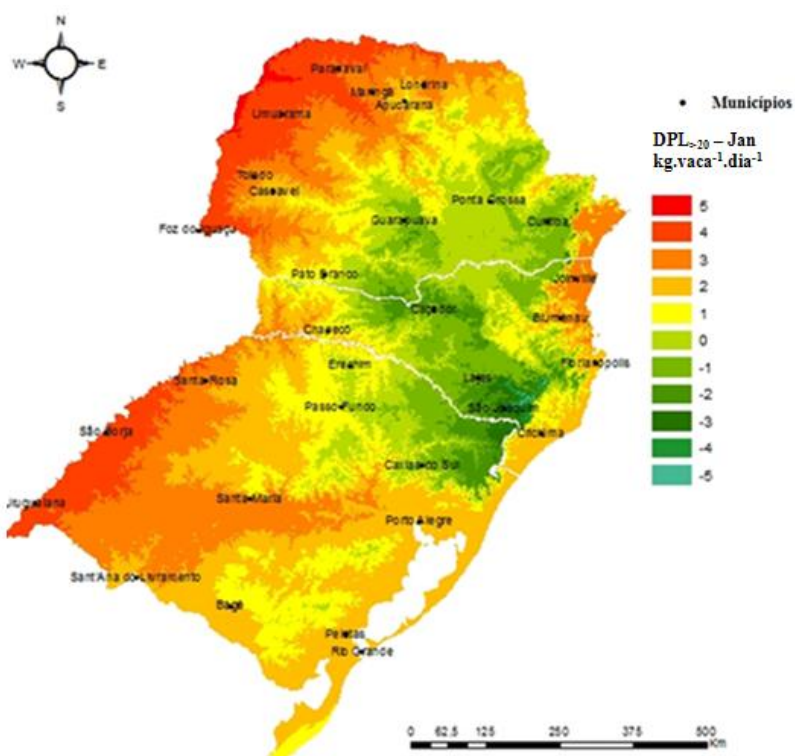 N
W E
S
Municípios
DPL>20 – Jan
kg.vaca-1.dia-1
5
4
3
2
1
0
-1
-2
-3
-4
-5
Paranavaí
Maringá
Londrina
Apucarana
Umuarama
Toledo
Cascavel
Ponta Grossa
Guarapuava
Curitiba
Foz do Iguaçu
Pato Branco
Joinville
Caçador
Blumenau
Chapecó
Erechim
Florianópolis
Lages
Santa Rosa
São Joaquim
Passo Fundo
São Borja
Criciúma
Caxias do Sul
Uruguaiana
Santa Maria
Porto Alegre
Sant'Ana do Livramento
Bagé
Pelotas
Rio Grande
0 62,5 125 250 375 500
Km